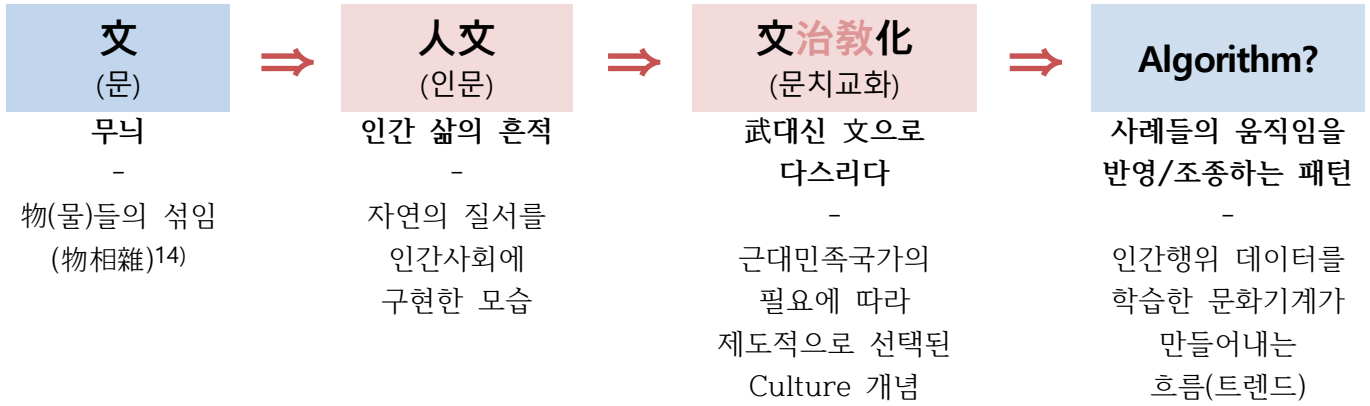 文
(문)
무늬
–
物(물)들의 섞임
(物相雜)14)
⇒
人文
(인문)
인간 삶의 흔적
–
자연의 질서를
인간사회에
구현한 모습
⇒
文治敎化
(문치교화)
武대신 文으로
다스리다
–
근대민족국가의
필요에 따라
제도적으로 선택된
Culture 개념
⇒
Algorithm?
사례들의 움직임을
반영/조종하는 패턴
–
인간행위 데이터를
학습한 문화기계가
만들어내는
흐름(트렌드)